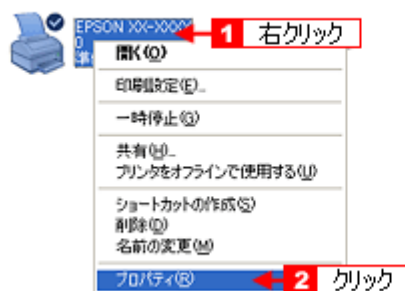 EPSON XX-XXXX
1 右クリック
0
準
開く(O)
印刷設定(E)...
一時停止(G)
共有(H)...
プリンタをオフラインで使用する(U)
ショートカットの作成(S)
削除(D)
名前の変更(M)
プロパティ(R)
2 クリック